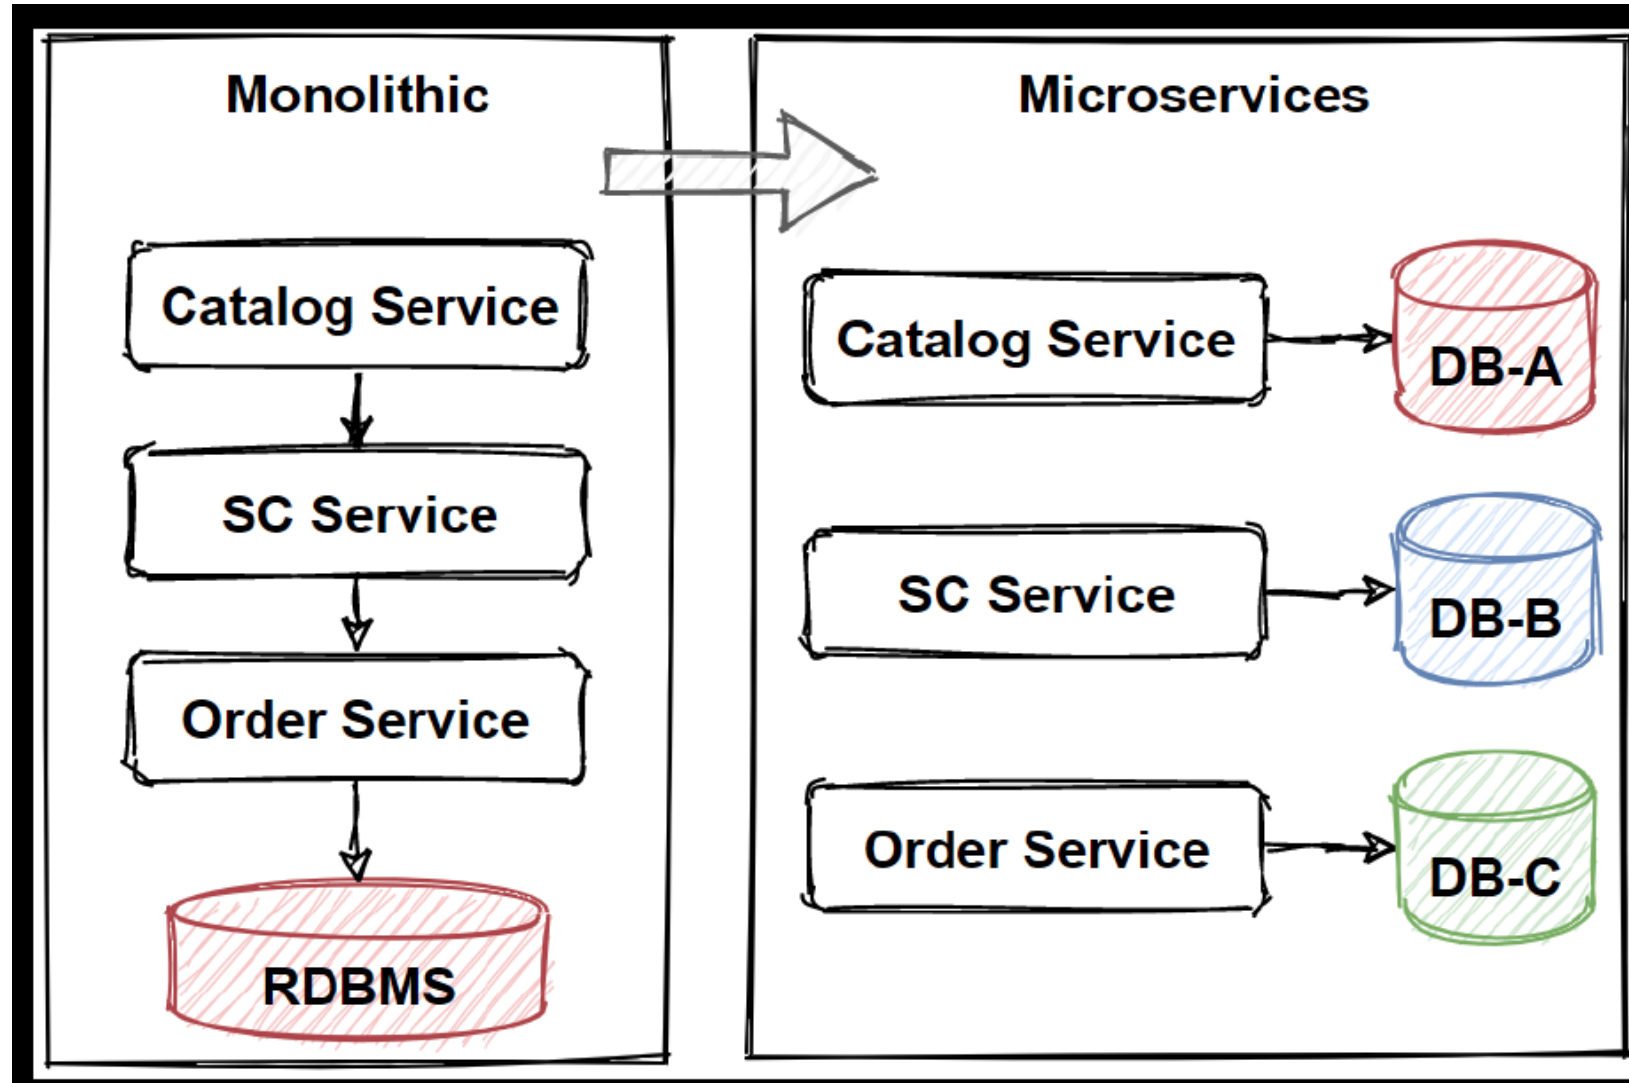 Monolithic
Catalog Service
SC Service
Order Service
RDBMS
Microservices
Catalog Service
DB-A
SC Service
DB-B
Order Service
DB-C